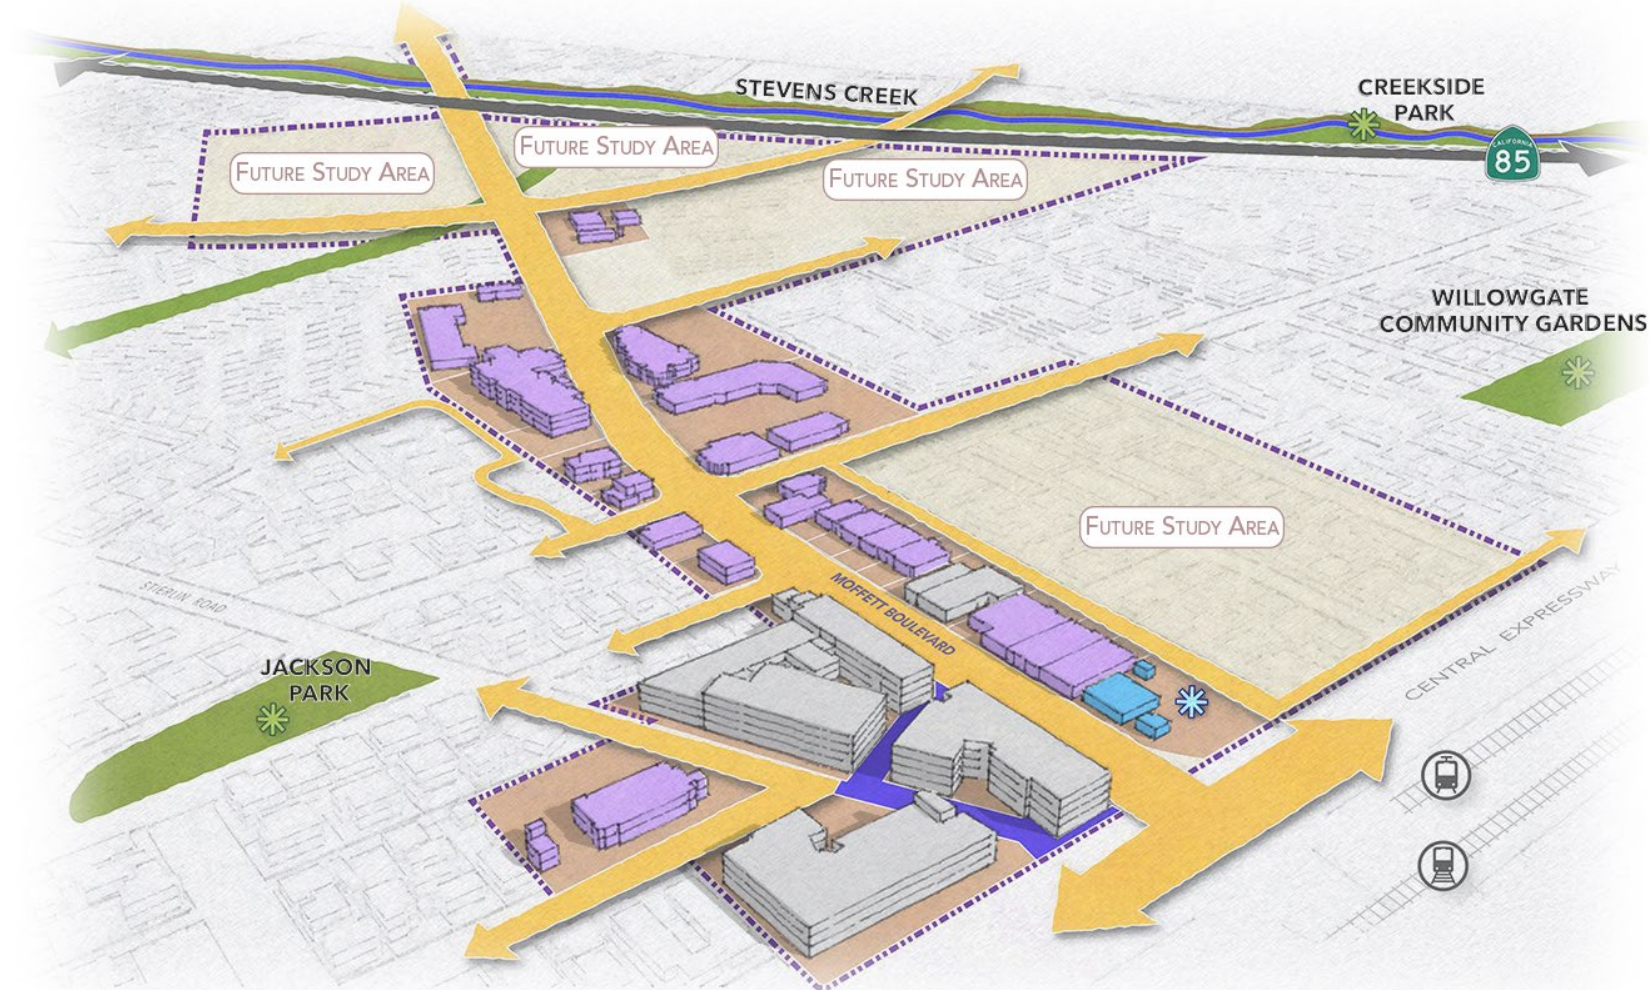 STEVENS CREEK
CREEKSIDE
PARK
FUTURE STUDY AREA
FUTURE STUDY AREA
FUTURE STUDY AREA
CALIFORNIA
85
WILLOWGATE
COMMUNITY GARDENS
FUTURE STUDY AREA
STIERLIN ROAD
MOFFETT BOULEVARD
CENTRAL EXPRESSWAY
JACKSON
PARK